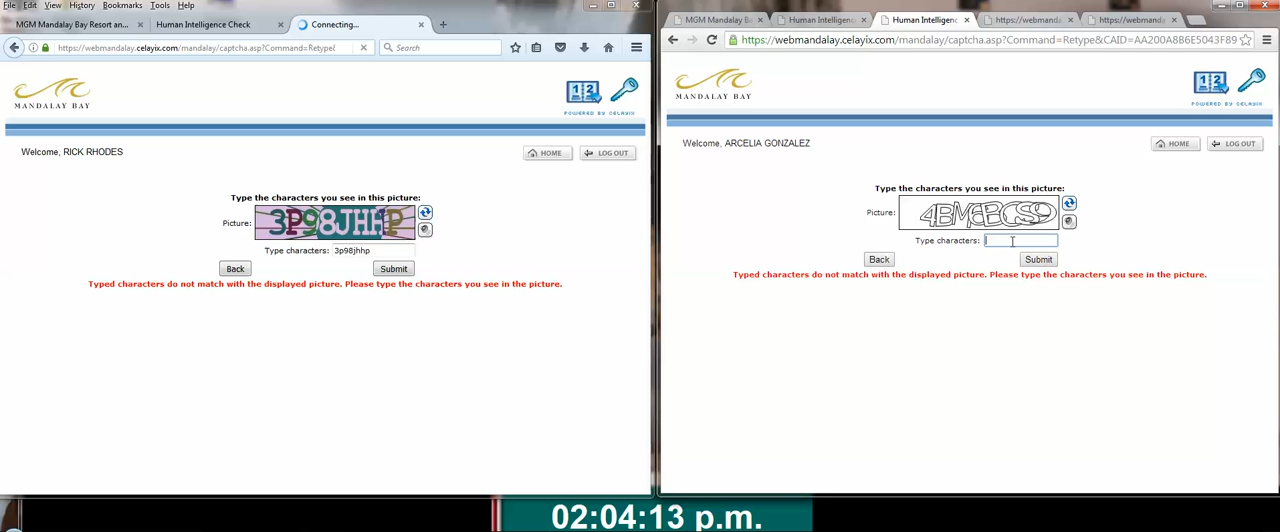 File Edit View History Bookmarks Tools Help
MGM Mandalay Bay Resort an...
Human Intelligence Check
Connecting...
https://webmandalay.celayix.com/mandalay/captcha.asp?Command=Retype
Search
MANDALAY BAY
1 2
POWERED BY CELAYIX
Welcome, RICK RHODES
HOME
LOG OUT
Type the characters you see in this picture:
Picture: 3P98JHHP
Type characters: 3p98jhhp
Back
Submit
Typed characters do not match with the displayed picture. Please type the characters you see in the picture.
MGM Mandalay B
Human Intelligenc
Human Intelligenc
https://webmanda
https://webmanda
https://webmandalay.celayix.com/mandalay/captcha.asp?Command=Retype&CAID=AA200A8B6E5043F89
MANDALAY BAY
1 2
POWERED BY CELAYIX
Welcome, ARCELIA GONZALEZ
HOME
LOG OUT
Type the characters you see in this picture:
Picture:
Type characters:
Back
Submit
Typed characters do not match with the displayed picture. Please type the characters you see in the picture.
02:04:13 p.m.